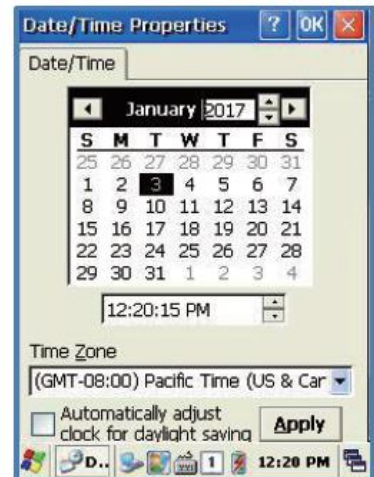 Date/Time Properties ? OK
Date/Time
January 2017
S M T W T F S
25 26 27 28 29 30 31
1 2 3 4 5 6 7
8 9 10 11 12 13 14
15 16 17 18 19 20 21
22 23 24 25 26 27 28
29 30 31 1 2 3 4
12:20:15 PM
Time Zone
(GMT-08:00) Pacific Time (US & Car
Automatically adjust
clock for daylight saving Apply
D.. 1 12:20 PM